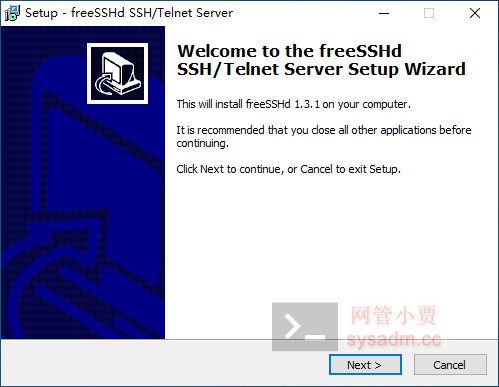 Setup - freeSSHd SSH/Telnet Server
Welcome to the freeSSHd
SSH/Telnet Server Setup Wizard
This will install freeSSHd 1.3.1 on your computer.
It is recommended that you close all other applications before
continuing.
Click Next to continue, or Cancel to exit Setup.
网管小贾
sysadm.cc
Next >
Cancel